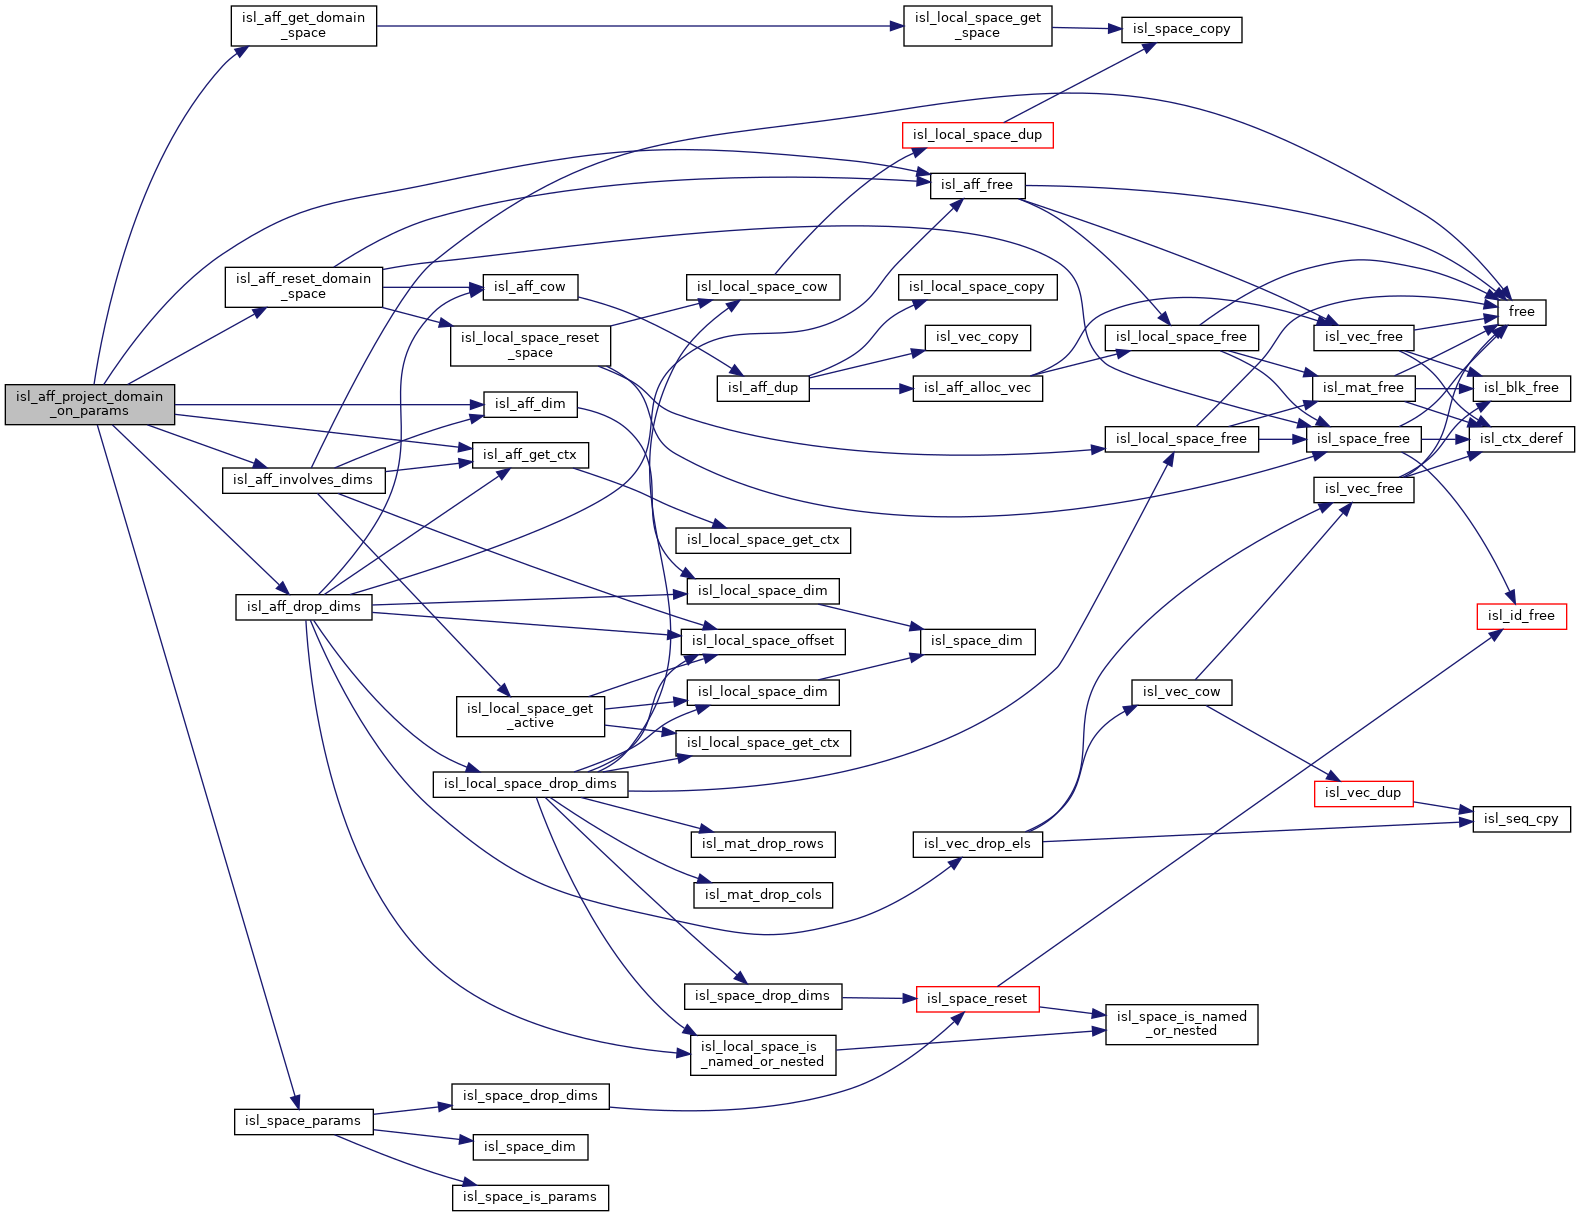 isl_aff_project_domain
_on_params
isl_aff_get_domain
_space
isl_aff_reset_domain
_space
isl_aff_involves_dims
isl_aff_drop_dims
isl_space_params
isl_aff_cow
isl_local_space_reset
_space
isl_aff_dim
isl_aff_get_ctx
isl_local_space_get
_active
isl_local_space_drop_dims
isl_space_drop_dims
isl_space_dim
isl_space_is_params
isl_local_space_cow
isl_aff_dup
isl_local_space_get_ctx
isl_local_space_dim
isl_local_space_offset
isl_local_space_dim
isl_local_space_get_ctx
isl_mat_drop_rows
isl_mat_drop_cols
isl_space_drop_dims
isl_local_space_is
_named_or_nested
isl_local_space_get
_space
isl_local_space_dup
isl_aff_free
isl_local_space_copy
isl_vec_copy
isl_aff_alloc_vec
isl_space_dim
isl_vec_drop_els
isl_space_reset
isl_space_copy
isl_local_space_free
isl_local_space_free
isl_vec_cow
isl_space_is_named
_or_nested
isl_vec_free
isl_mat_free
isl_space_free
isl_vec_free
isl_vec_dup
free
isl_blk_free
isl_ctx_deref
isl_id_free
isl_seq_cpy